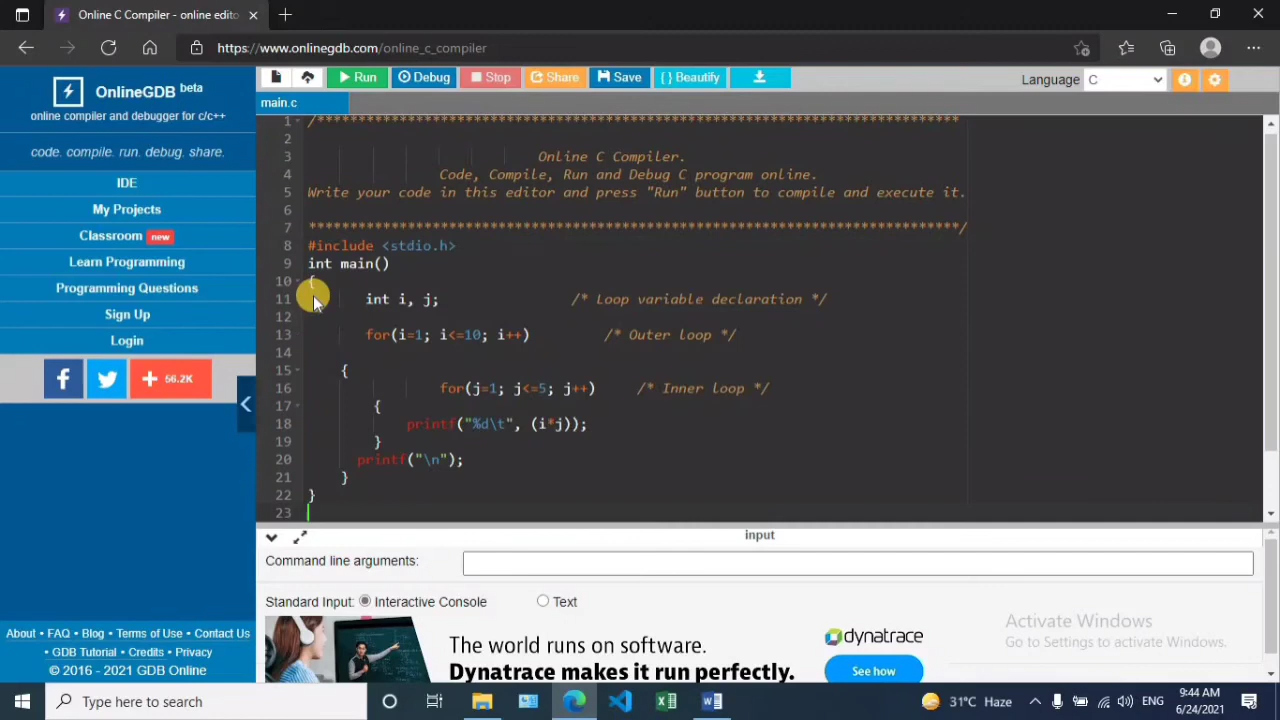 Online C Compiler - online edito
https://www.onlinegdb.com/online_c_compiler
OnlineGDB beta
online compiler and debugger for c/c++
code. compile. run. debug. share.
IDE
My Projects
Classroom new
Learn Programming
Programming Questions
Sign Up
Login
f + 66.2K
About • FAQ • Blog • Terms of Use • Contact Us
• GDB Tutorial • Credits • Privacy
© 2016 - 2021 GDB Online
Run Debug Stop Share Save { } Beautify Language C
main.c
1 /******************************************************************************
2
3 Online C Compiler.
4 Code, Compile, Run and Debug C program online.
5 Write your code in this editor and press "Run" button to compile and execute it.
6
7 *******************************************************************************/
8 #include <stdio.h>
9 int main()
10 {
11 int i, j; /* Loop variable declaration */
12
13 for(i=1; i<=10; i++) /* Outer loop */
14
15 {
16 for(j=1; j<=5; j++) /* Inner loop */
17 {
18 printf("%d\t", (i*j));
19 }
20 printf("\n");
21 }
22 }
23
input
Command line arguments:
Standard Input: Interactive Console Text
The world runs on software.
Dynatrace makes it run perfectly.
dynatrace
See how
Activate Windows
Go to Settings to activate Windows.
Type here to search
31°C Haze
ENG
9:44 AM
6/24/2021